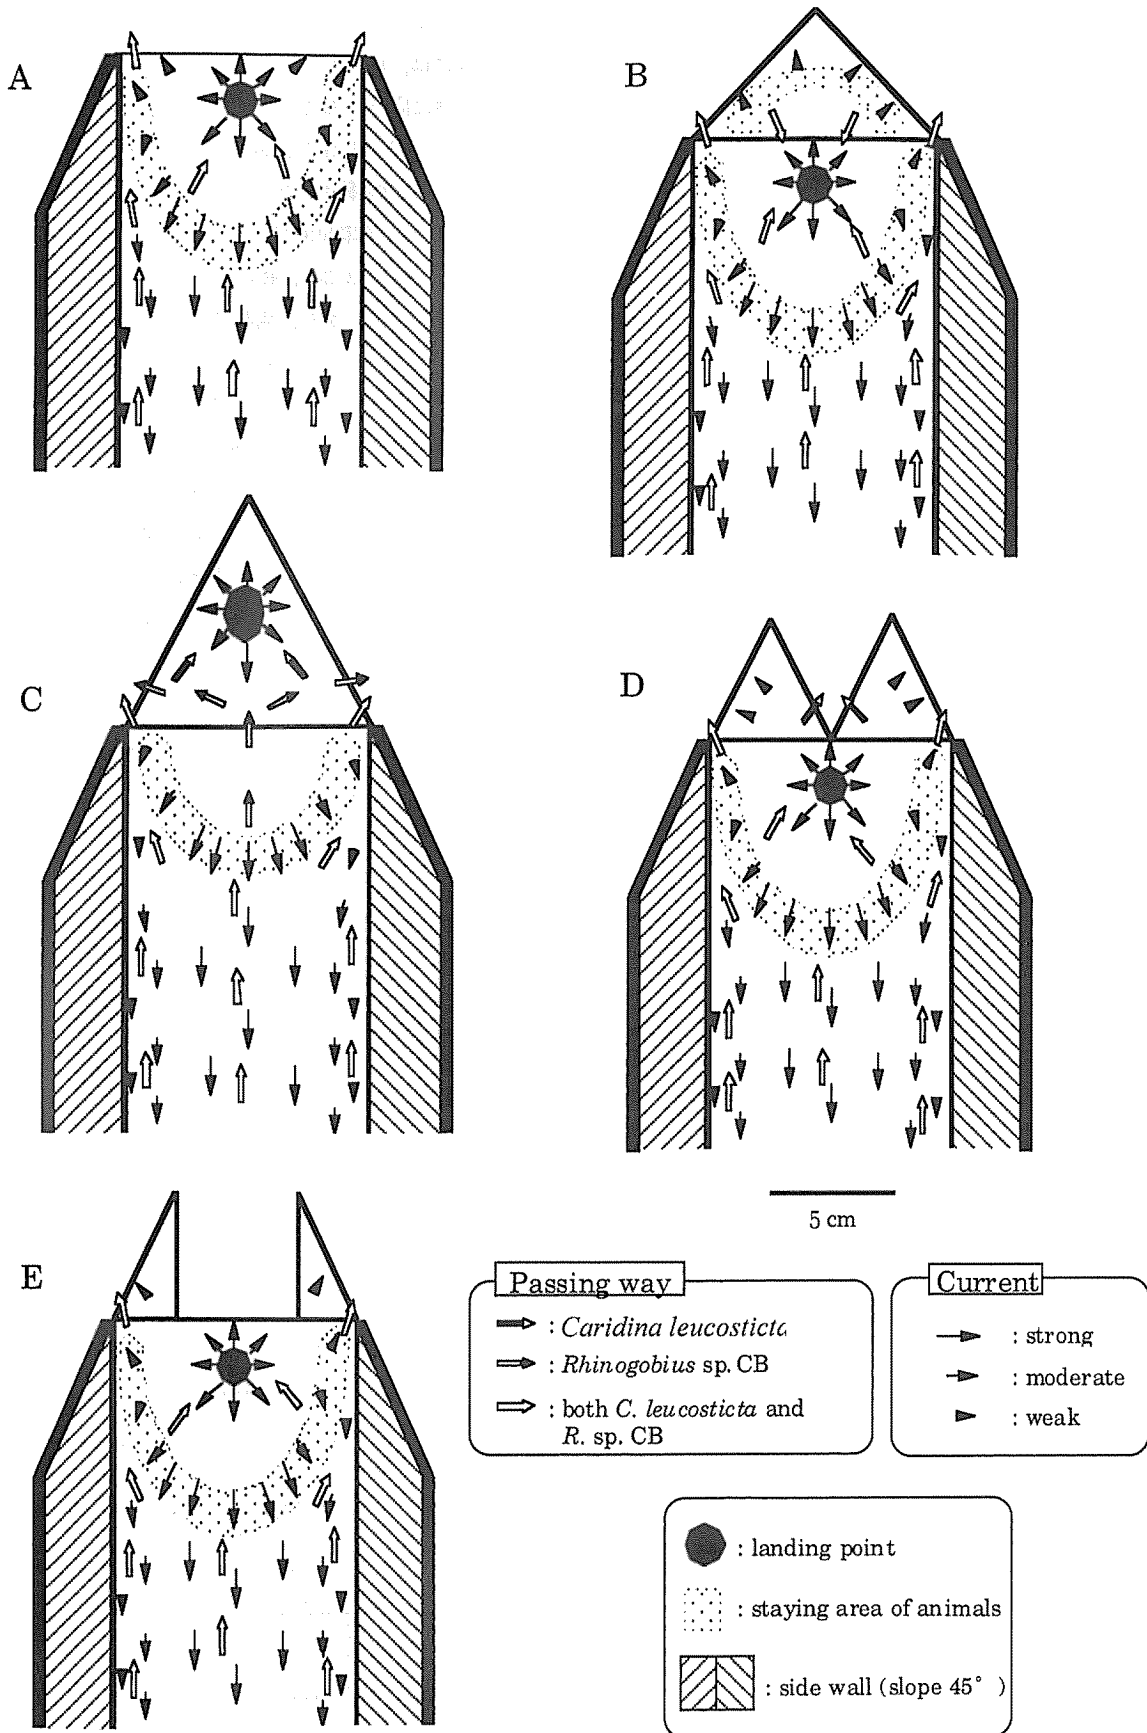 A
B
C
D
E
5 cm
Passing way
: Caridina leucosticta
: Rhinogobius sp. CB
: both C. leucosticta and
R. sp. CB
Current
: strong
: moderate
: weak
: landing point
: staying area of animals
: side wall (slope 45° )